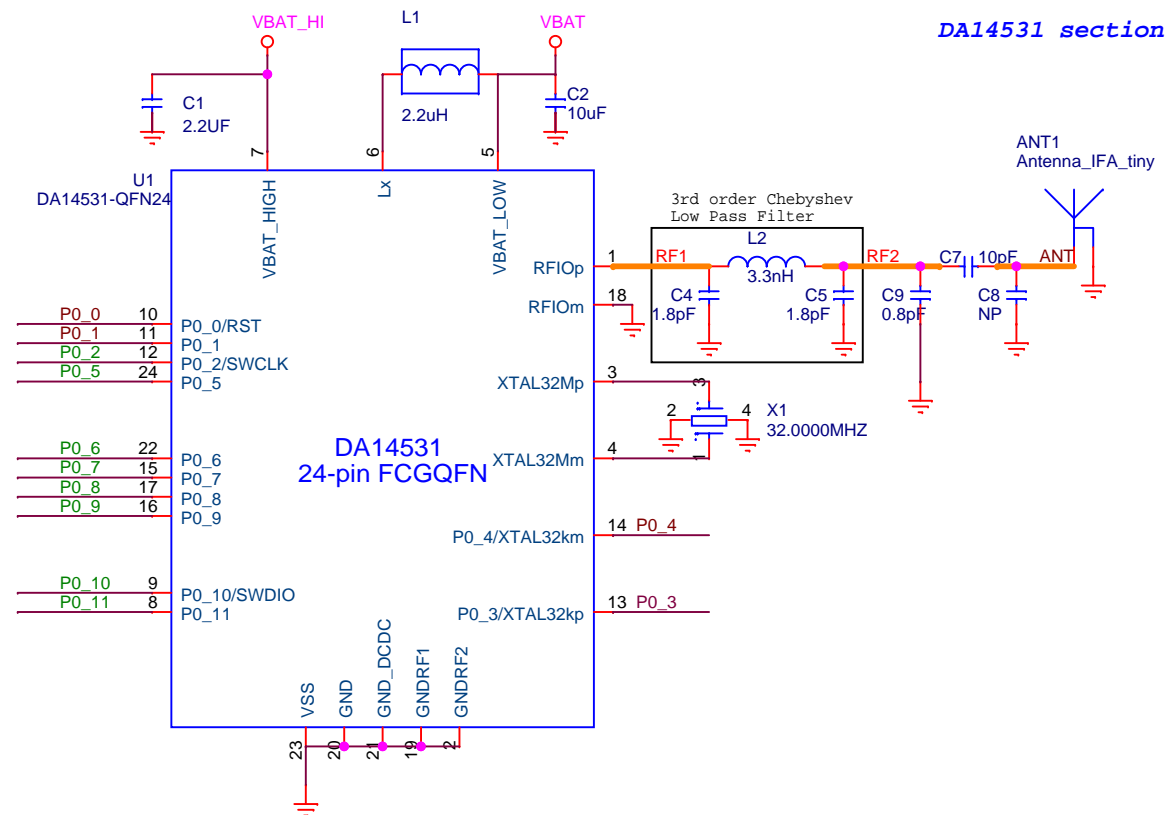 DA14531 section
VBAT_HI
L1
VBAT
C1
2.2UF
2.2uH
C2
10uF
7
6
5
U1
DA14531-QFN24
VBAT_HIGH
Lx
VBAT_LOW
ANT1
Antenna_IFA_tiny
3rd order Chebyshev
Low Pass Filter
L2
3.3nH
RFIOp
1
RF1
RF2
C7
10pF
ANT
RFIOm
18
C4
1.8pF
C5
1.8pF
C9
0.8pF
C8
NP
P0_0
10
P0_0/RST
P0_1
11
P0_1
P0_2
12
P0_2/SWCLK
P0_5
24
P0_5
XTAL32Mp
3
3
2
4
X1
32.0000MHZ
1
XTAL32Mm
4
DA14531
24-pin FCGQFN
P0_6
22
P0_6
P0_7
15
P0_7
P0_8
17
P0_8
P0_9
16
P0_9
P0_4/XTAL32km
14
P0_4
P0_10
9
P0_10/SWDIO
P0_11
8
P0_11
P0_3/XTAL32kp
13
P0_3
VSS
GND
GND_DCDC
GNDRF1
GNDRF2
23
20
21
19
2